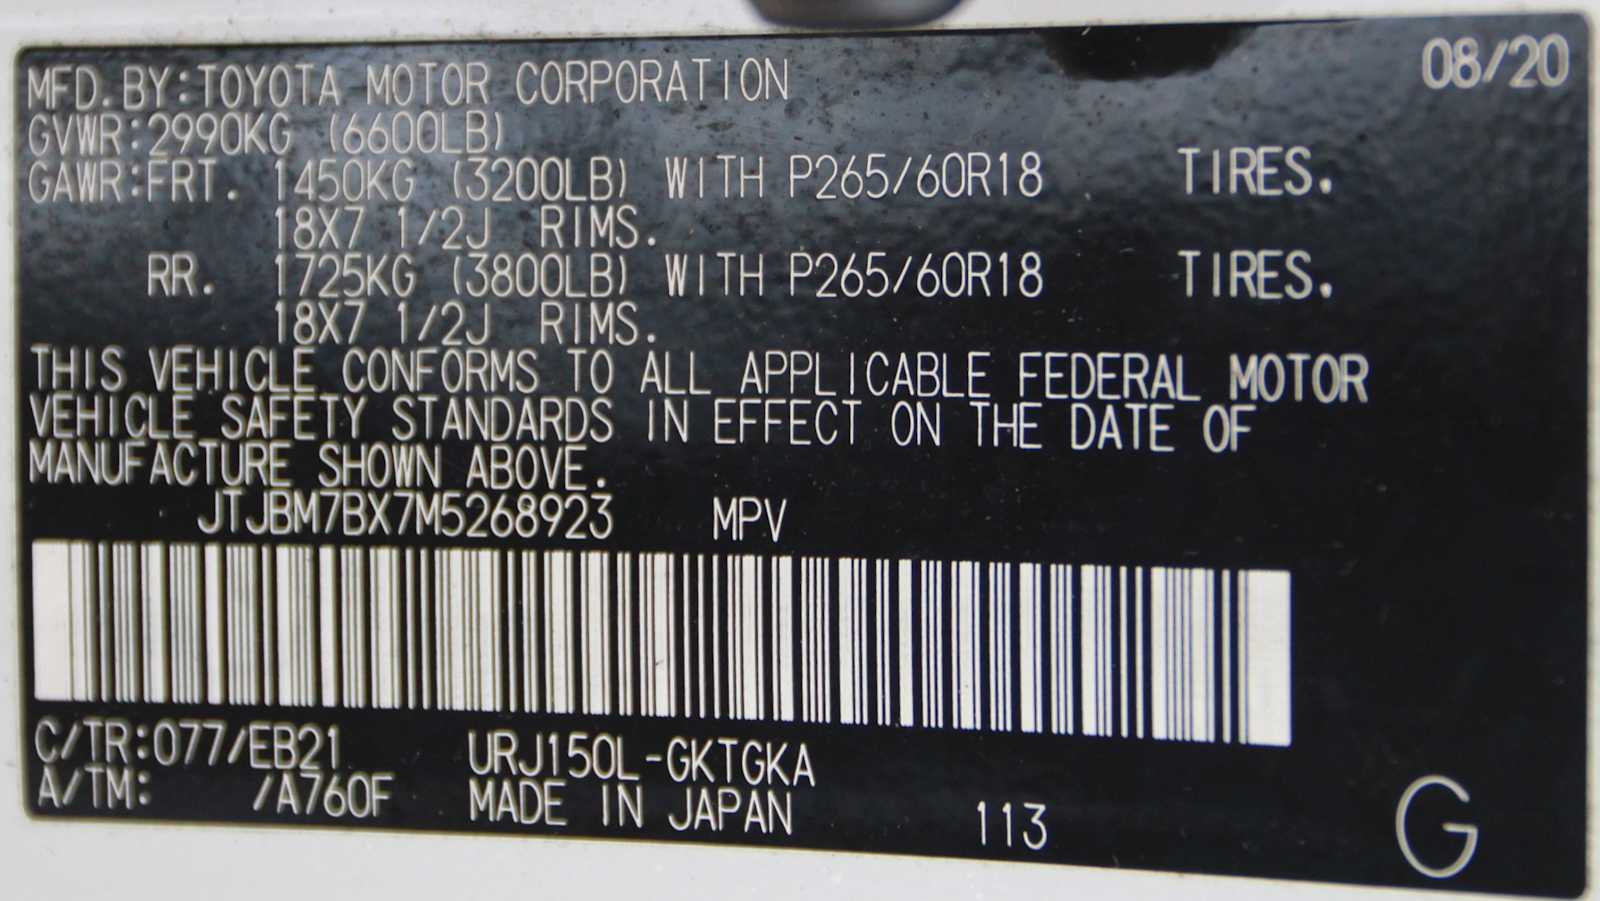 08/20
MFD.BY:TOYOTA MOTOR CORPORATION
GVWR:2990KG (6600LB)
GAWR:FRT. 1450KG (3200LB) WITH P265/60R18 TIRES.
18X7 1/2J RIMS.
RR. 1725KG (3800LB) WITH P265/60R18 TIRES.
18X7 1/2J RIMS.
THIS VEHICLE CONFORMS TO ALL APPLICABLE FEDERAL MOTOR
VEHICLE SAFETY STANDARDS IN EFFECT ON THE DATE OF
MANUFACTURE SHOWN ABOVE.
JTJBM7BX7M5268923 MPV
C/TR:077/EB21 URJ150L-GKTGKA
A/TM: /A760F MADE IN JAPAN 113
G